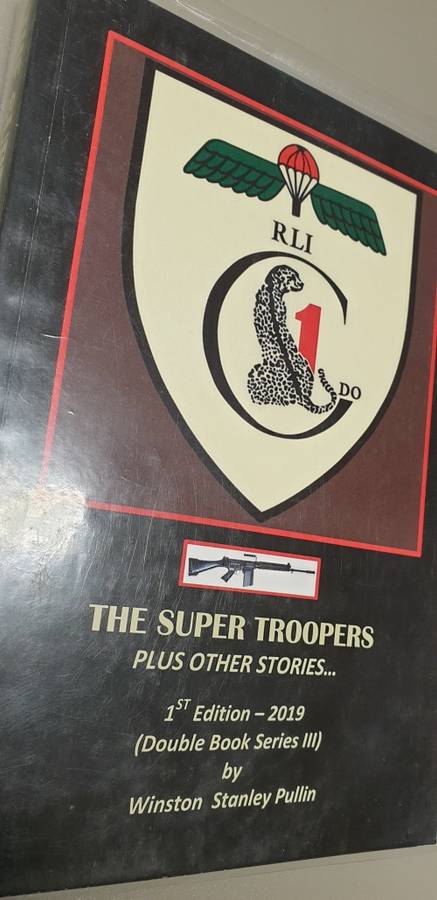 RLI
C 1 DO
THE SUPER TROOPERS
PLUS OTHER STORIES...
1ST Edition – 2019
(Double Book Series III)
by
Winston Stanley Pullin